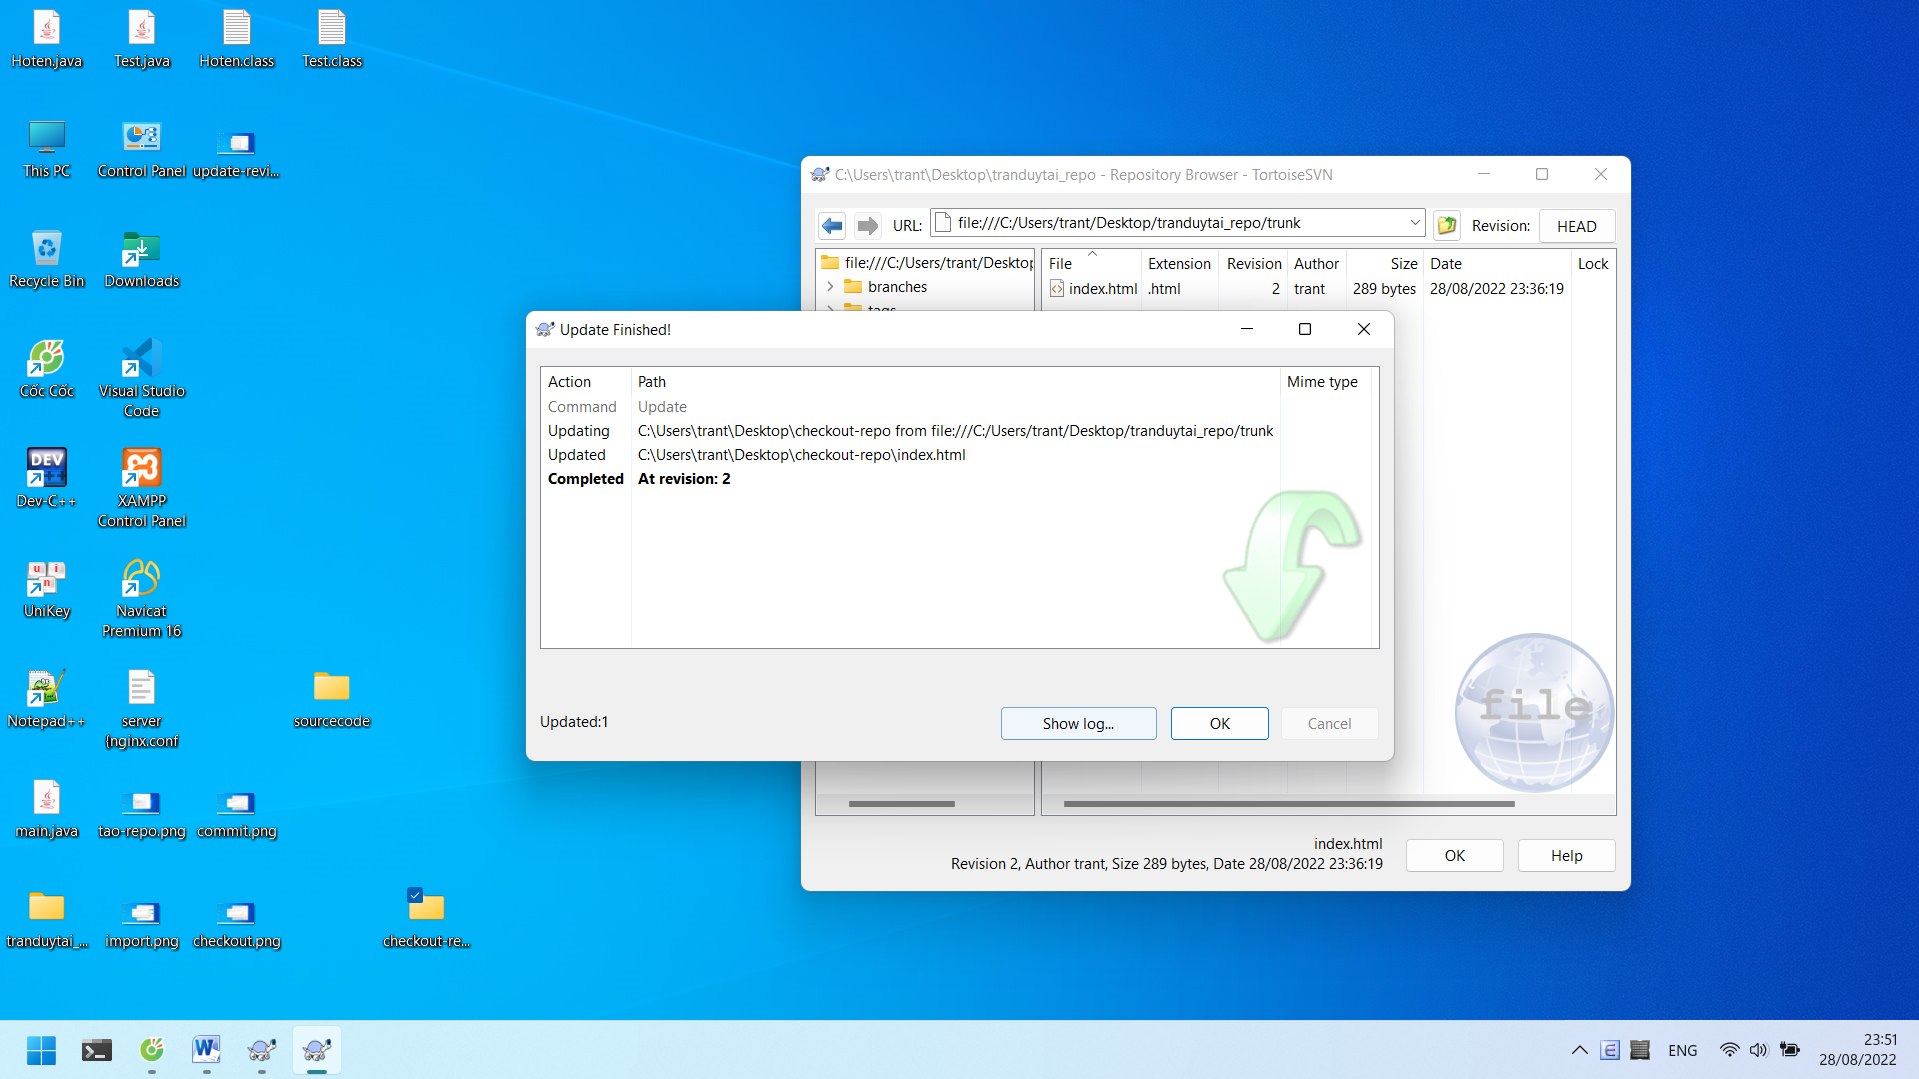 Hoten.java
Test.java
Hoten.class
Test.class
This PC
Control Panel
update-revi...
Recycle Bin
Downloads
Cốc Cốc
Visual Studio
Code
DEV
Dev-C++
XAMPP
Control Panel
u i
n
UniKey
Navicat
Premium 16
Notepad++
server
{nginx.conf
sourcecode
main.java
tao-repo.png
commit.png
tranduytai_...
import.png
checkout.png
checkout-re...
C:\Users\trant\Desktop\tranduytai_repo - Repository Browser - TortoiseSVN
URL:
file:///C:/Users/trant/Desktop/tranduytai_repo/trunk
Revision:
HEAD
file:///C:/Users/trant/Desktop
branches
tags
File Extension Revision Author Size Date Lock
index.html .html 2 trant 289 bytes 28/08/2022 23:36:19
Update Finished!
Action Path Mime type
Command Update
Updating C:\Users\trant\Desktop\checkout-repo from file:///C:/Users/trant/Desktop/tranduytai_repo/trunk
Updated C:\Users\trant\Desktop\checkout-repo\index.html
Completed At revision: 2
Updated:1
Show log...
OK
Cancel
file
index.html
Revision 2, Author trant, Size 289 bytes, Date 28/08/2022 23:36:19
OK
Help
W
E
ENG
23:51
28/08/2022